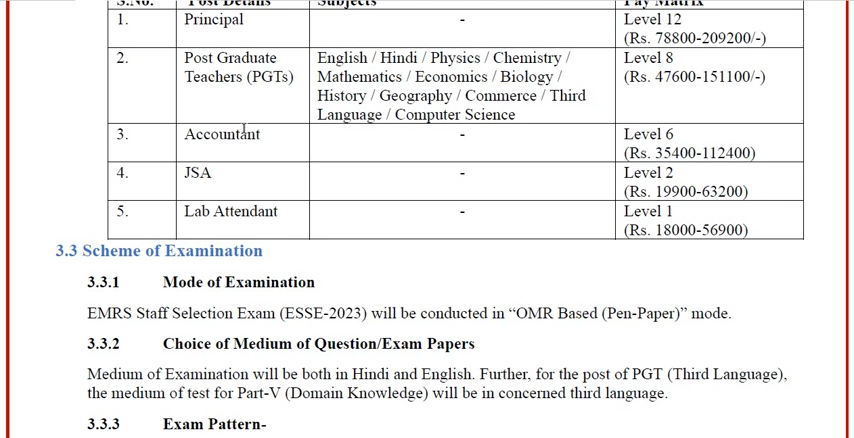 S.No. Post Details Subjects Pay Matrix
1. Principal - Level 12
(Rs. 78800-209200/-)
2. Post Graduate English / Hindi / Physics / Chemistry / Level 8
Teachers (PGTs) Mathematics / Economics / Biology / (Rs. 47600-151100/-)
History / Geography / Commerce / Third
Language / Computer Science
3. Accountant - Level 6
(Rs. 35400-112400)
4. JSA - Level 2
(Rs. 19900-63200)
5. Lab Attendant - Level 1
(Rs. 18000-56900)
3.3 Scheme of Examination
3.3.1 Mode of Examination
EMRS Staff Selection Exam (ESSE-2023) will be conducted in “OMR Based (Pen-Paper)” mode.
3.3.2 Choice of Medium of Question/Exam Papers
Medium of Examination will be both in Hindi and English. Further, for the post of PGT (Third Language),
the medium of test for Part-V (Domain Knowledge) will be in concerned third language.
3.3.3 Exam Pattern-